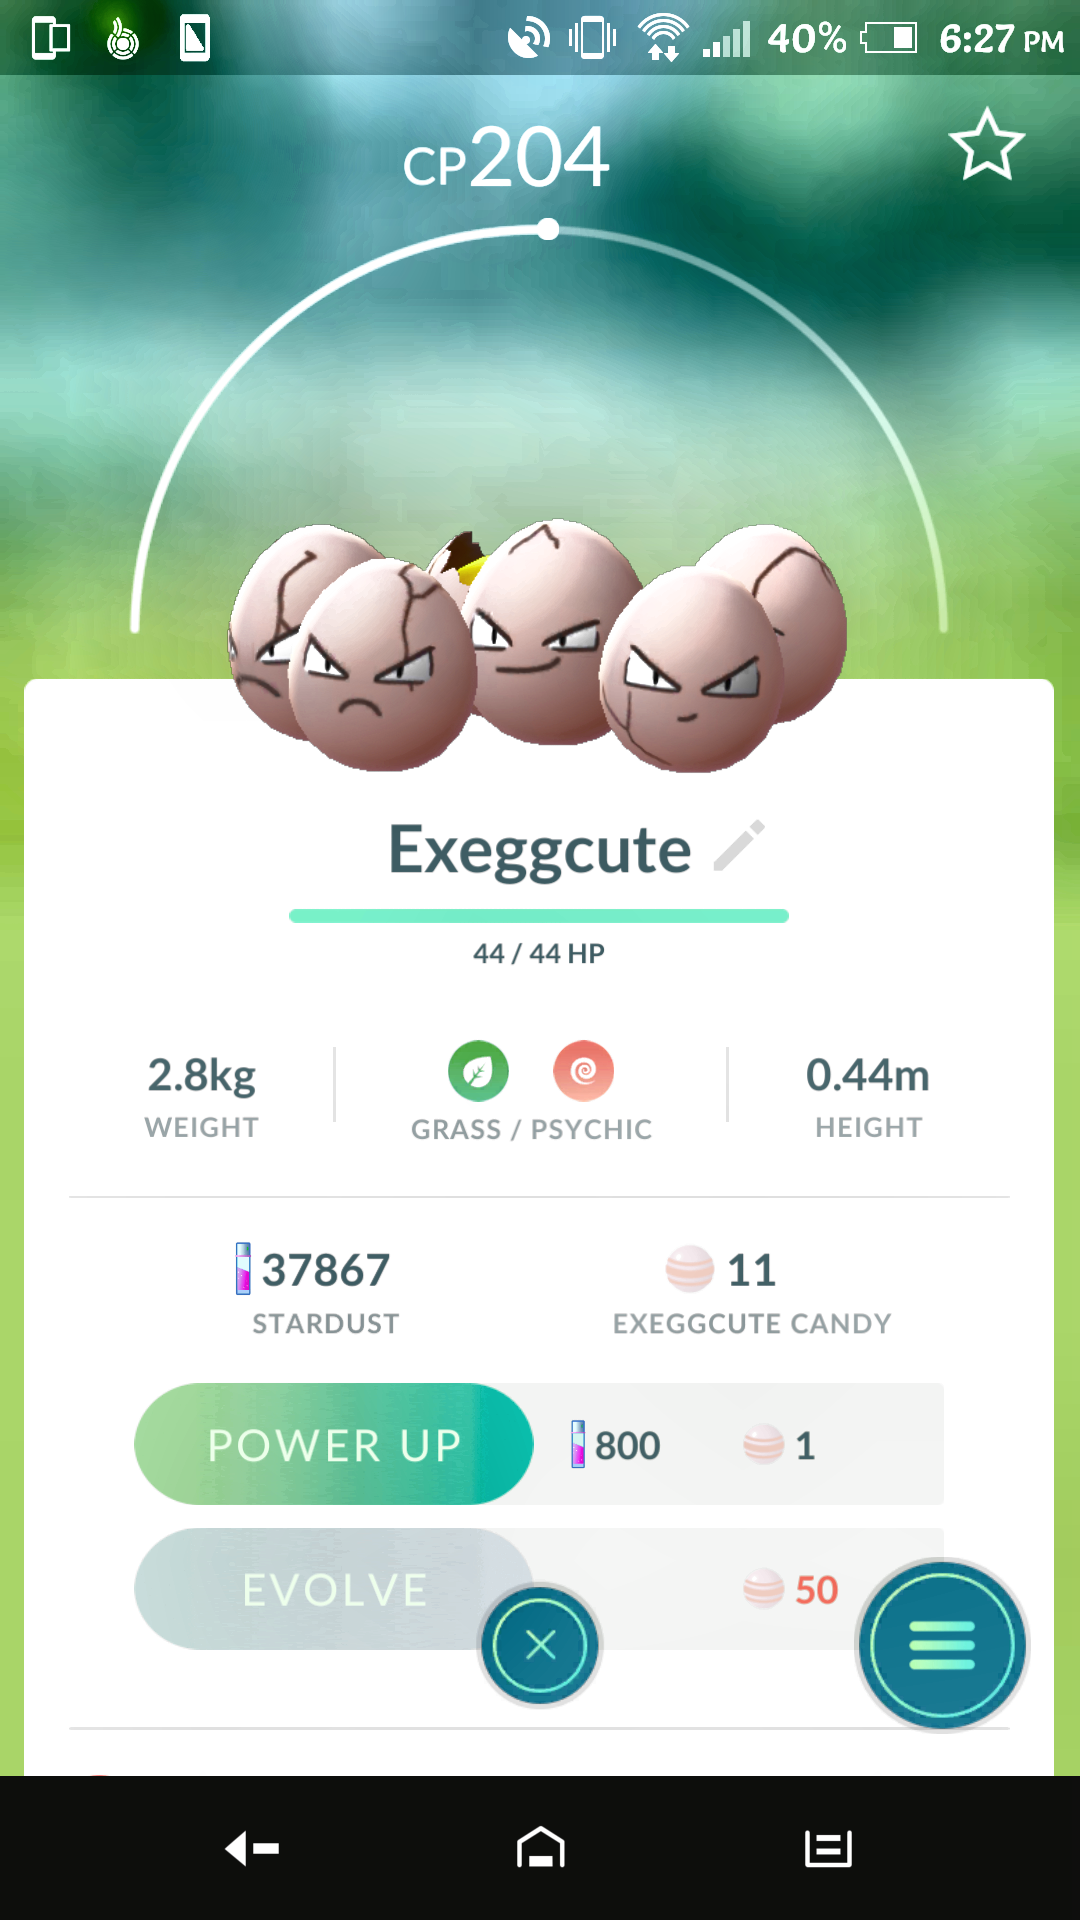 40% 6:27 PM
CP204
Exeggcute
44 / 44 HP
2.8kg
WEIGHT
GRASS / PSYCHIC
0.44m
HEIGHT
37867
STARDUST
11
EXEGGCUTE CANDY
POWER UP 800 1
EVOLVE 50